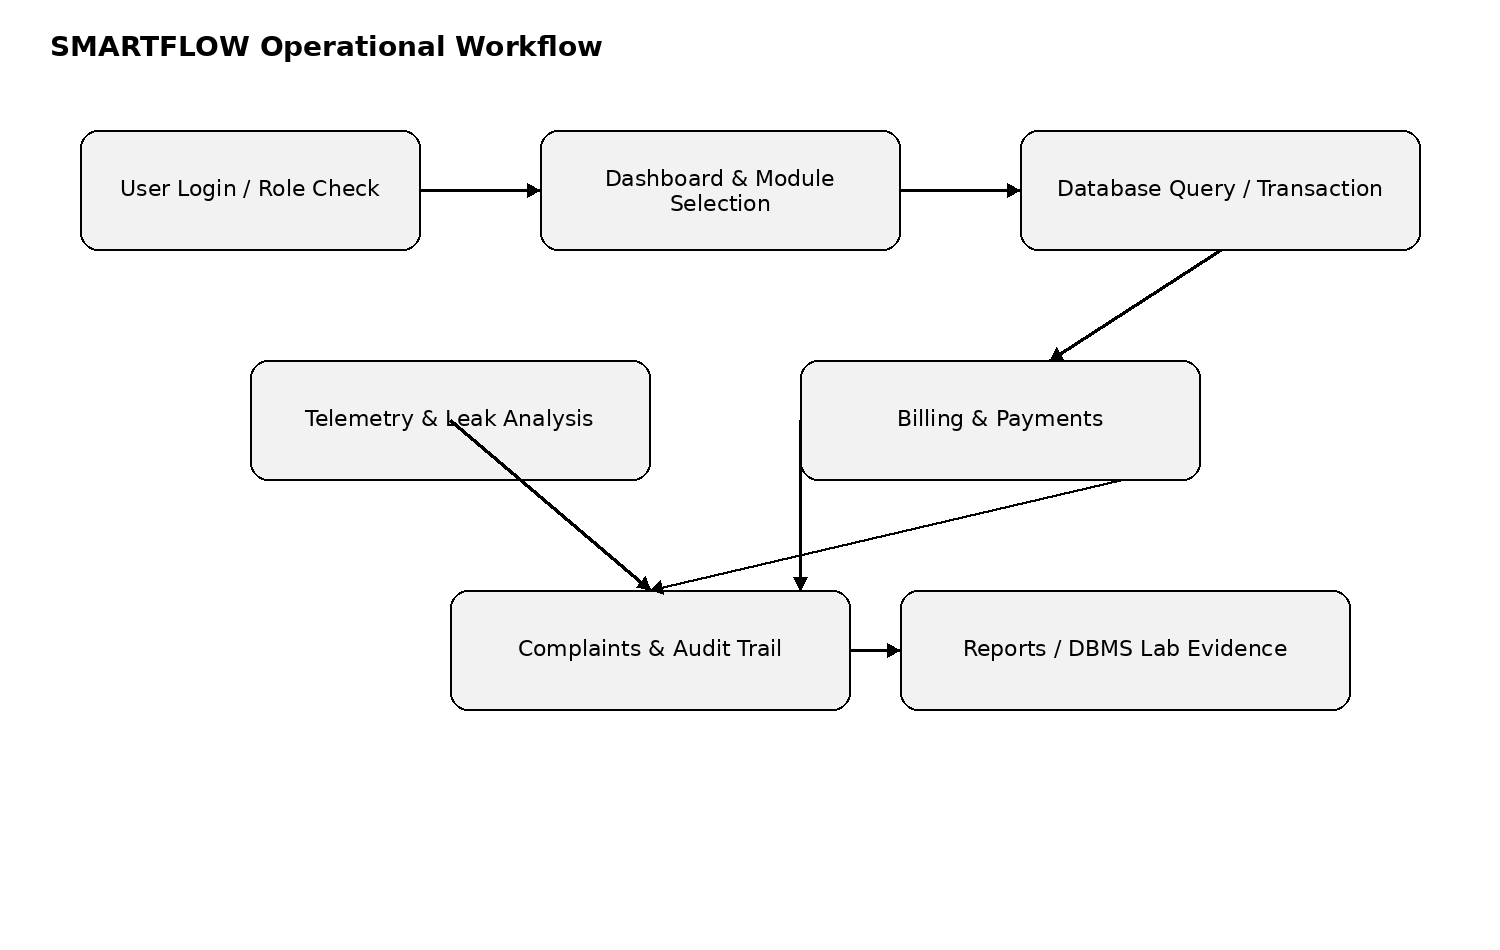 SMARTFLOW Operational Workflow
User Login / Role Check
Dashboard & Module
Selection
Database Query / Transaction
Telemetry & Leak Analysis
Billing & Payments
Complaints & Audit Trail
Reports / DBMS Lab Evidence